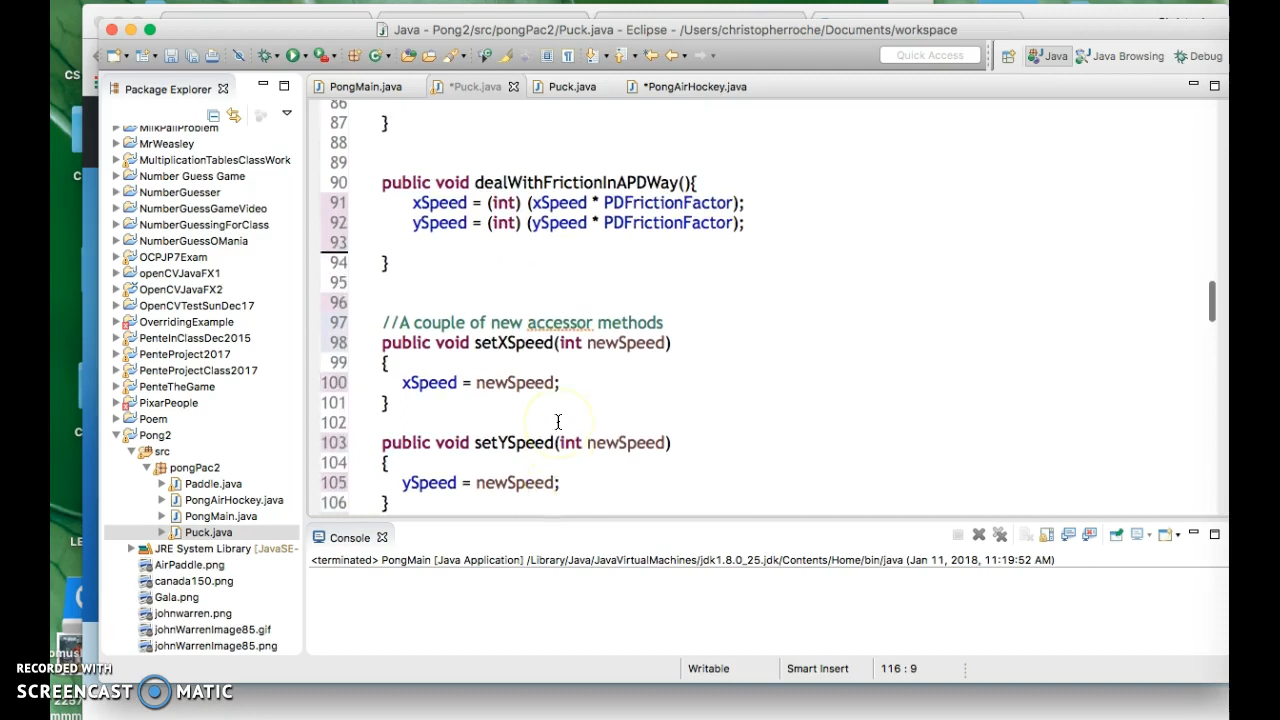 Java - Pong2/src/pongPac2/Puck.java - Eclipse - /Users/christopherroche/Documents/workspace
Quick Access
Java
Java Browsing
Debug
Package Explorer
PongMain.java
*Puck.java
Puck.java
*PongAirHockey.java
MilkPailProblem
MrWeasley
MultiplicationTablesClassWork
Number Guess Game
NumberGuesser
NumberGuessGameVideo
NumberGuessingForClass
NumberGuessOMania
OCPJP7Exam
openCVJavaFX1
OpenCVJavaFX2
OpenCVTestSunDec17
OverridingExample
PenteInClassDec2015
PenteProject2017
PenteProjectClass2017
PenteTheGame
PixarPeople
Poem
Pong2
src
pongPac2
Paddle.java
PongAirHockey.java
PongMain.java
Puck.java
JRE System Library [JavaSE-
AirPaddle.png
canada150.png
Gala.png
johnwarren.png
johnWarrenImage85.gif
johnWarrenImage85.png
86
87 }
88
89
90 public void dealWithFrictionInAPDWay(){
91 xSpeed = (int) (xSpeed * PDFrictionFactor);
92 ySpeed = (int) (ySpeed * PDFrictionFactor);
93
94 }
95
96
97 //A couple of new accessor methods
98 public void setXSpeed(int newSpeed)
99 {
100 xSpeed = newSpeed;
101 }
102
103 public void setYSpeed(int newSpeed)
104 {
105 ySpeed = newSpeed;
106 }
Console
<terminated> PongMain [Java Application] /Library/Java/JavaVirtualMachines/jdk1.8.0_25.jdk/Contents/Home/bin/java (Jan 11, 2018, 11:19:52 AM)
Writable
Smart Insert
116 : 9
CS
RECORDED WITH
SCREENCAST MATIC